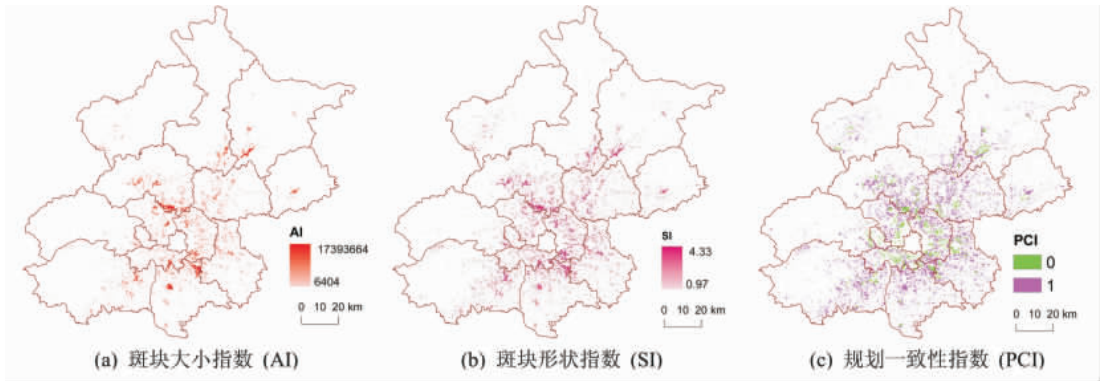 AI
17393664
6404
0 10 20 km
(a) 斑块大小指数 (AI)
SI
4.33
0.97
0 10 20 km
(b) 斑块形状指数 (SI)
PCI
0
1
0 10 20 km
(c) 规划一致性指数 (PCI)